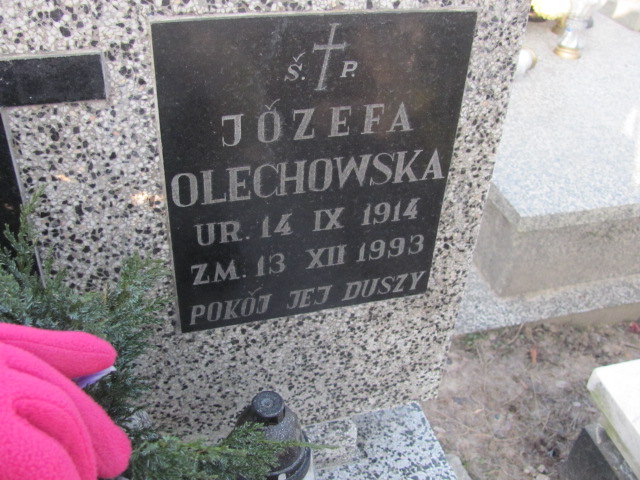 Ś. P.
JÓZEFA
OLECHOWSKA
UR. 14 IX 1914
ZM. 13 XII 1993
POKÓJ JEJ DUSZY